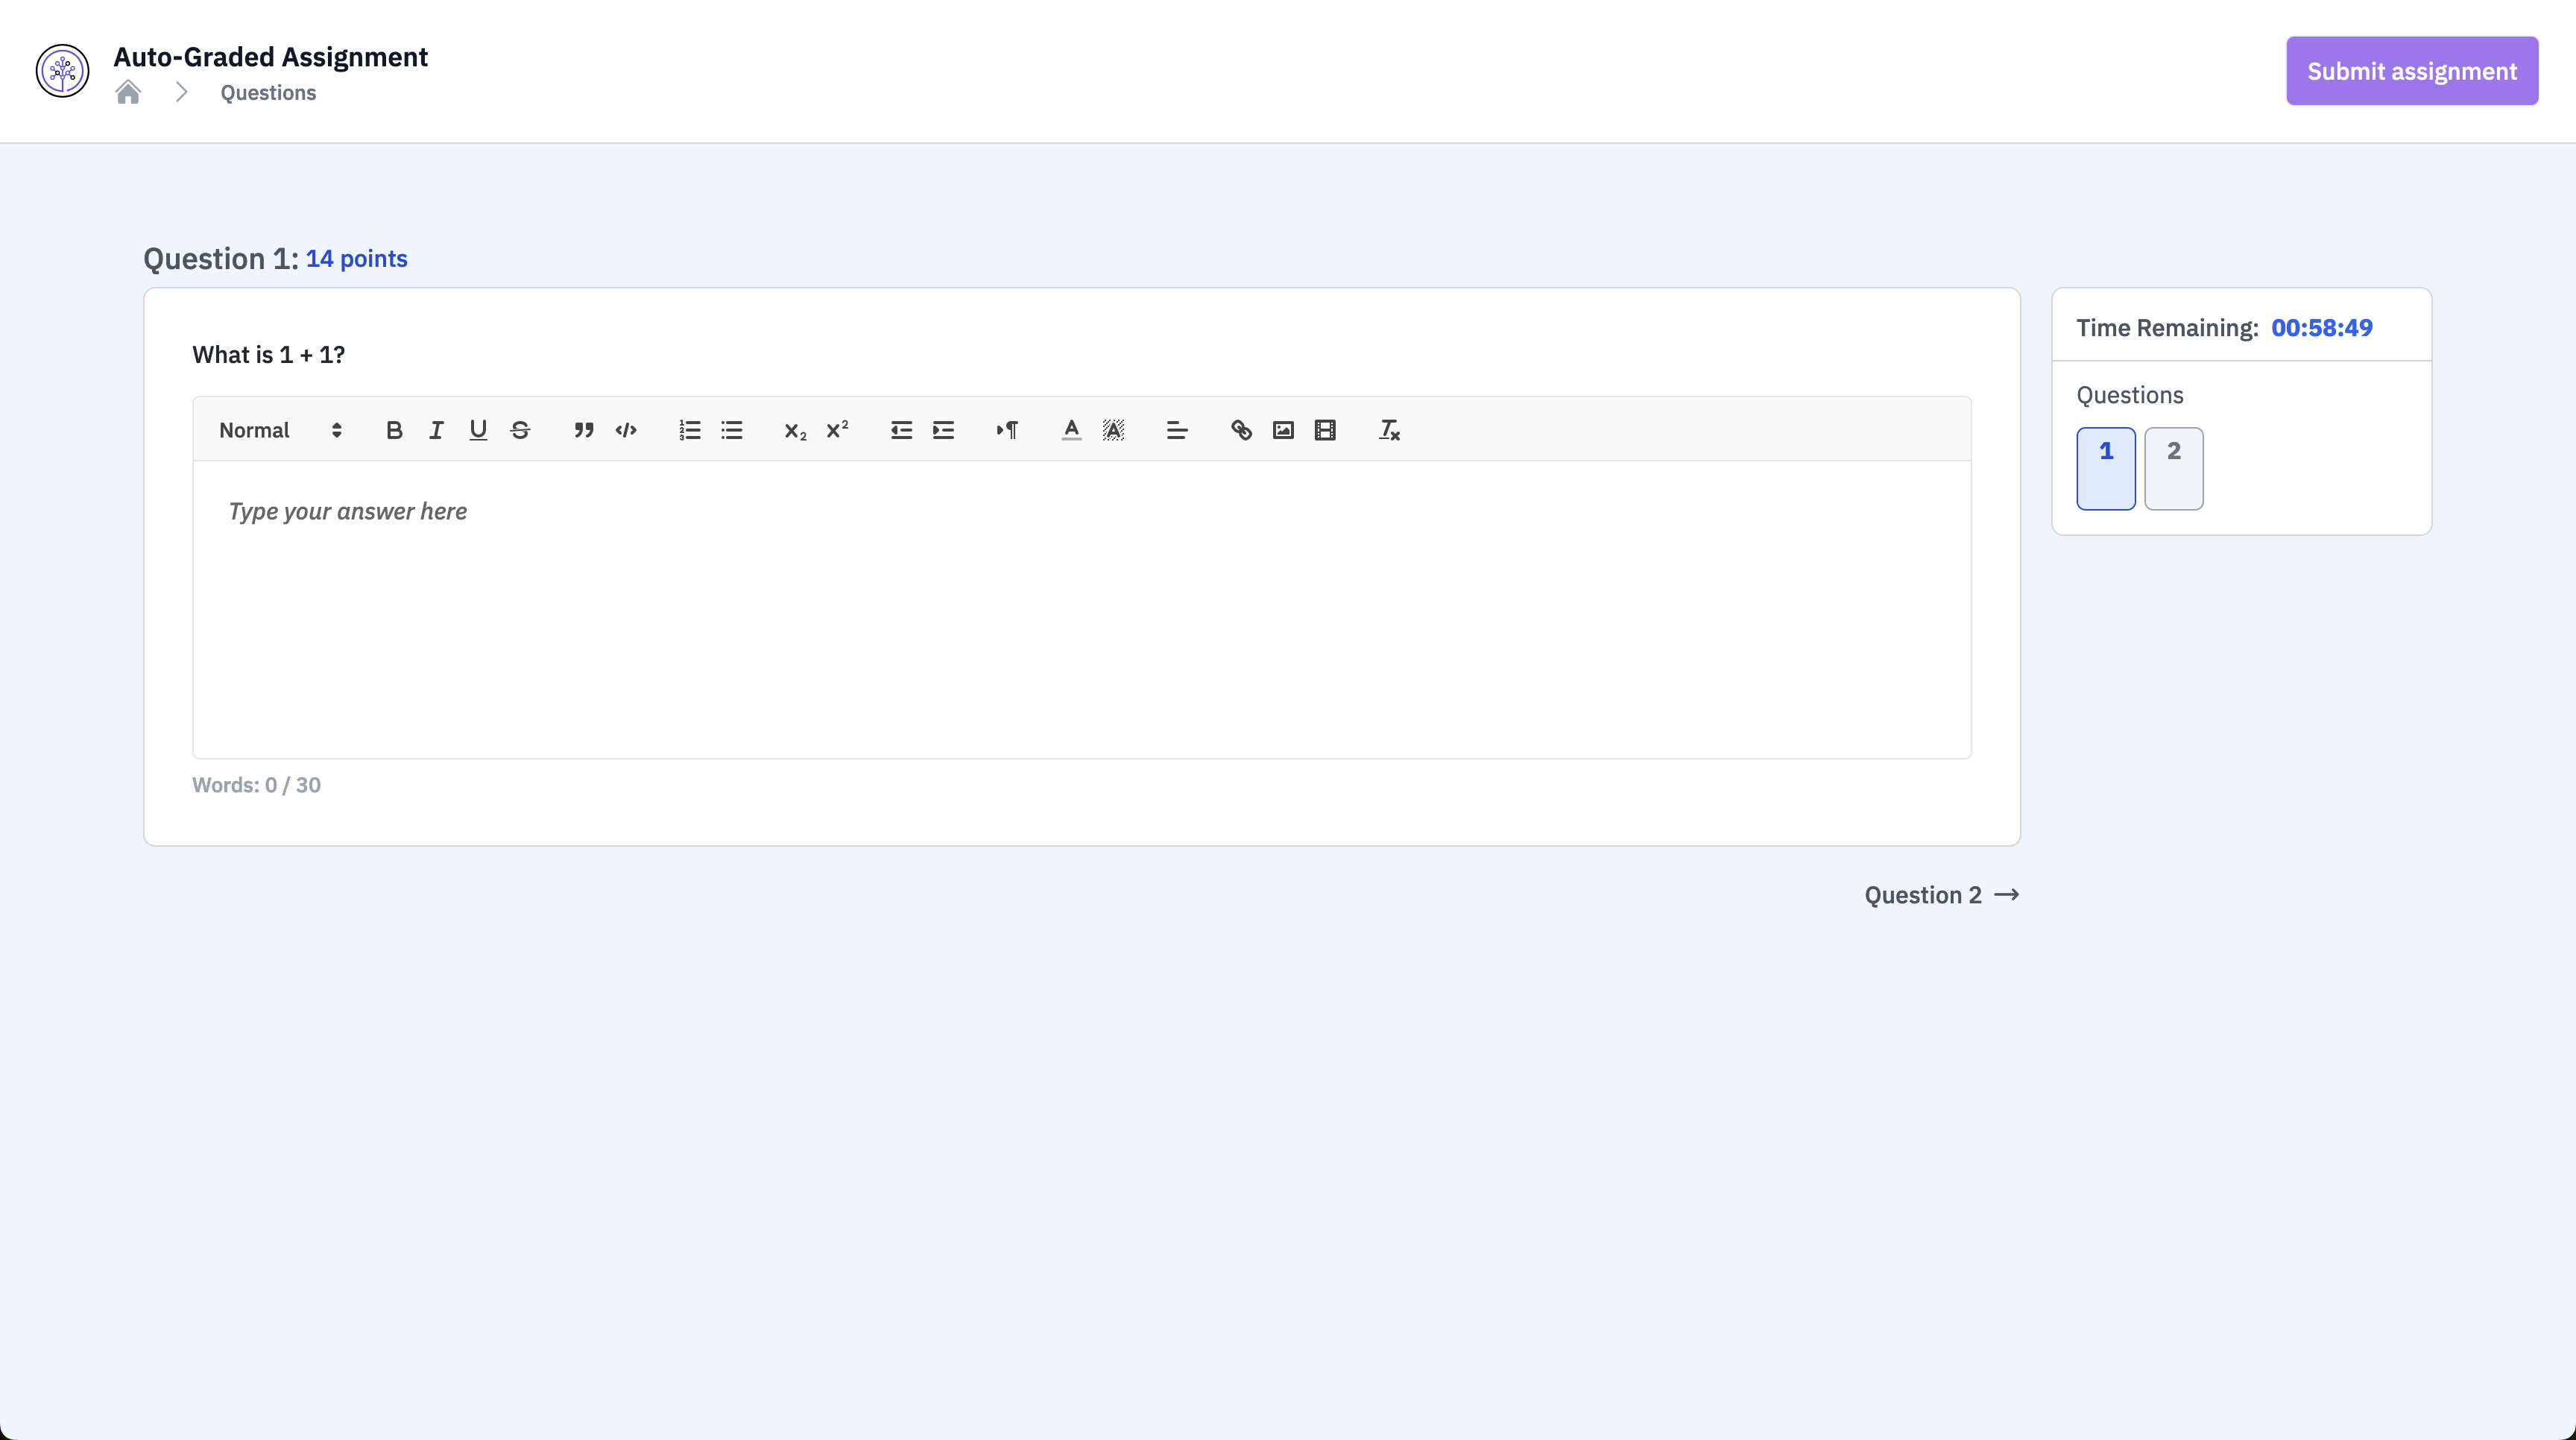 Auto-Graded Assignment
Submit assignment
Questions
Question 1: 14 points
What is 1 + 1?
Normal
Type your answer here
Words: 0 / 30
Time Remaining: 00:58:49
Questions
1 2
Question 2 →